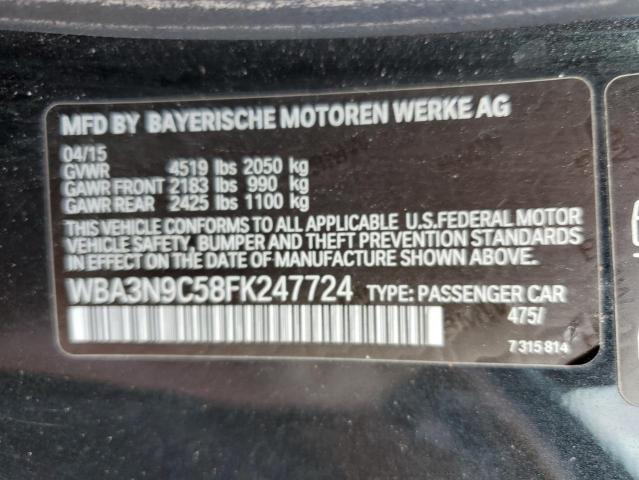 MFD BY BAYERISCHE MOTOREN WERKE AG
04/15
GVWR 4519 lbs 2050 kg
GAWR FRONT 2183 lbs 990 kg
GAWR REAR 2425 lbs 1100 kg
THIS VEHICLE CONFORMS TO ALL APPLICABLE U.S.FEDERAL MOTOR
VEHICLE SAFETY, BUMPER AND THEFT PREVENTION STANDARDS
IN EFFECT ON THE DATE OF MANUFACTURE SHOWN ABOVE.
WBA3N9C58FK247724 TYPE: PASSENGER CAR
475/
7 315 814